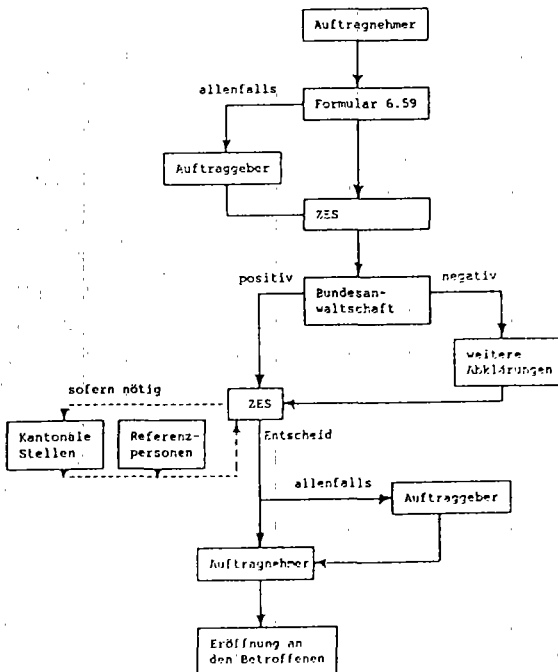 Auftragnehmer
allenfalls
Formular 6.59
Auftraggeber
ZES
positiv
negativ
Bundesan-
waltschaft
weitere
Abklärungen
sofern nötig
ZES
Kantonale
Stellen
Referenz-
personen
Entscheid
allenfalls
Auftraggeber
Auftragnehmer
Eröffnung an
den Betroffenen